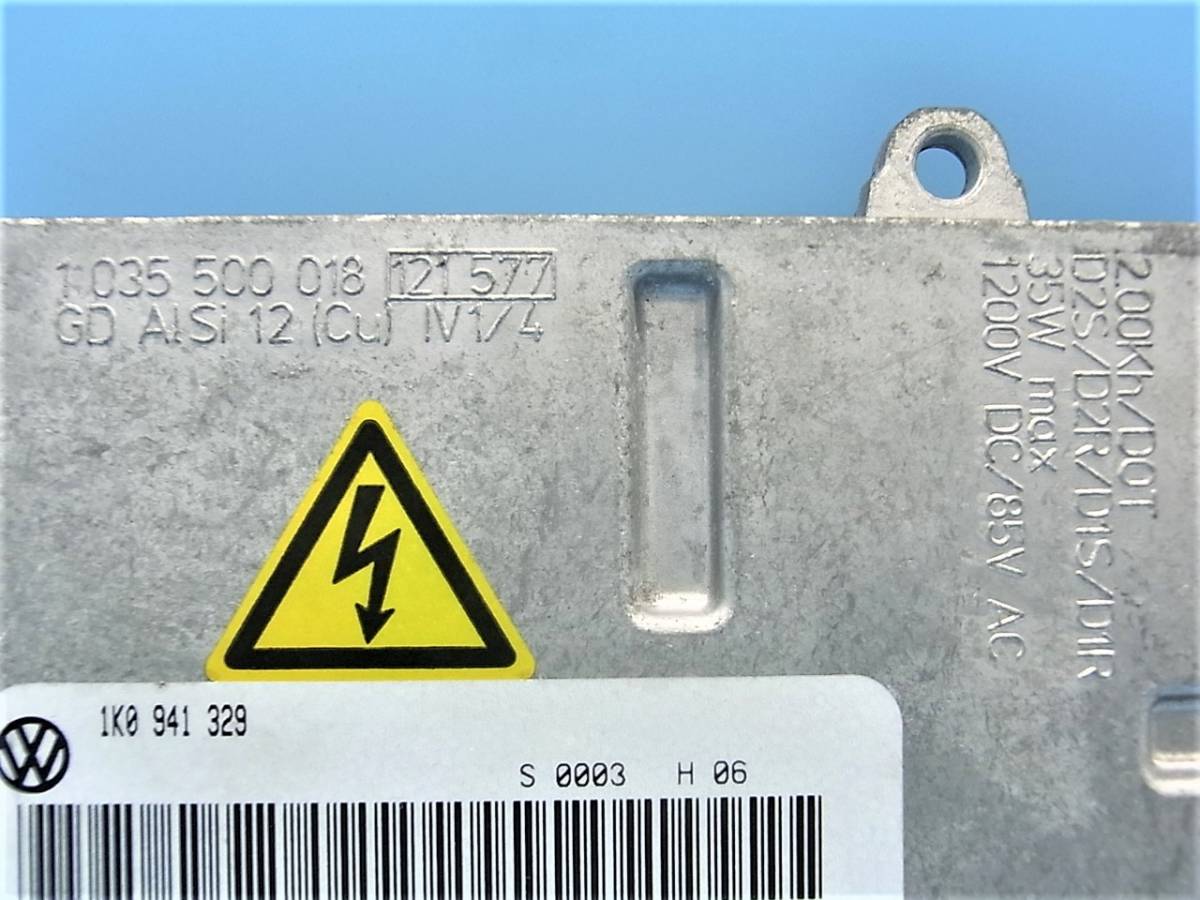 1.035 500 018 121 577
GD AlSi 12 (Cu) IV1/4
2.00Kh/DOT
D2S/D2R/D1S/D1R
35W max
1200V DC/85V AC
1K0 941 329
S 0003 H 06